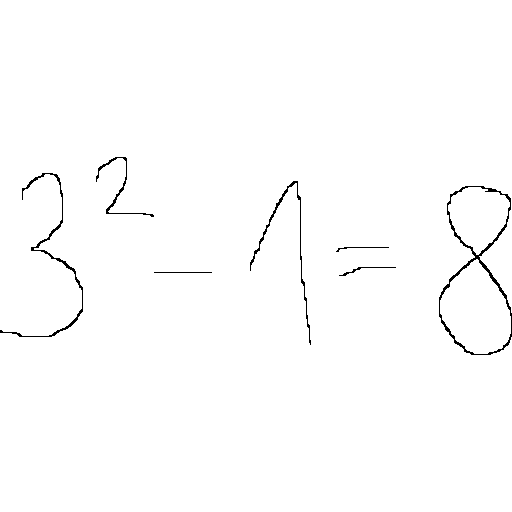 3² - 1 = 8